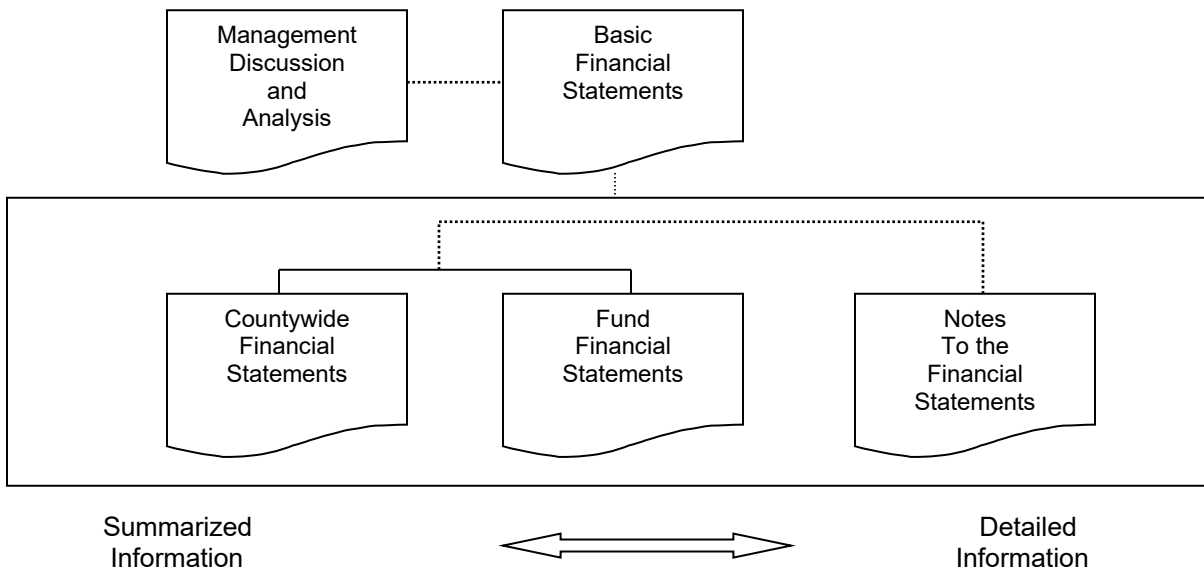 Management
Discussion
and
Analysis
Basic
Financial
Statements
Countywide
Financial
Statements
Fund
Financial
Statements
Notes
To the
Financial
Statements
Summarized
Information
Detailed
Information